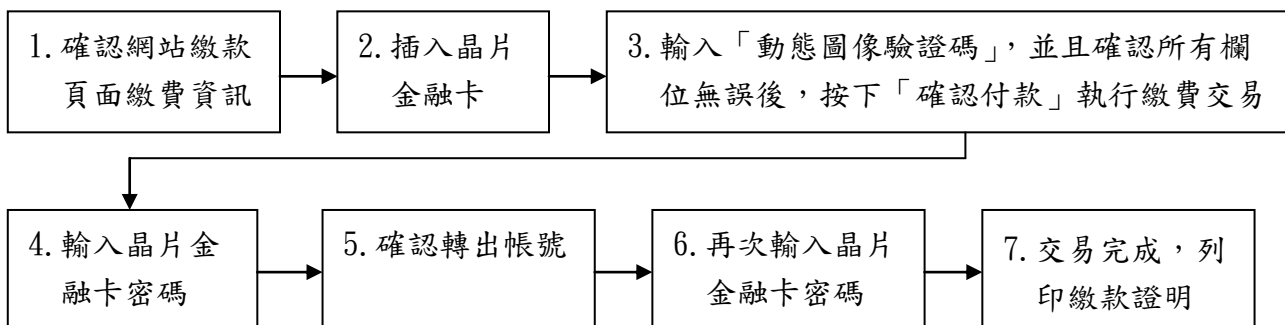 1.確認網站繳款
頁面繳費資訊
2.插入晶片
金融卡
3.輸入「動態圖像驗證碼」,並且確認所有欄
位無誤後,按下「確認付款」執行繳費交易
4.輸入晶片金
融卡密碼
5.確認轉出帳號
6.再次輸入晶片
金融卡密碼
7.交易完成,列
印繳款證明